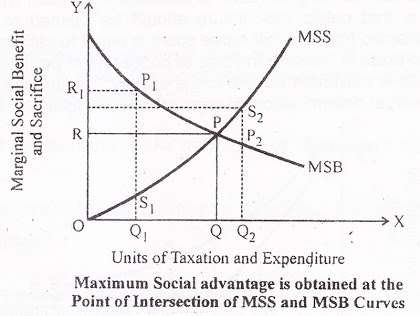 Y
MSS
Marginal Social Benefit
and Sacrifice
R1
P1
S2
R
P
P2
MSB
S1
O
Q1
Q
Q2
X
Units of Taxation and Expenditure
Maximum Social advantage is obtained at the
Point of Intersection of MSS and MSB Curves